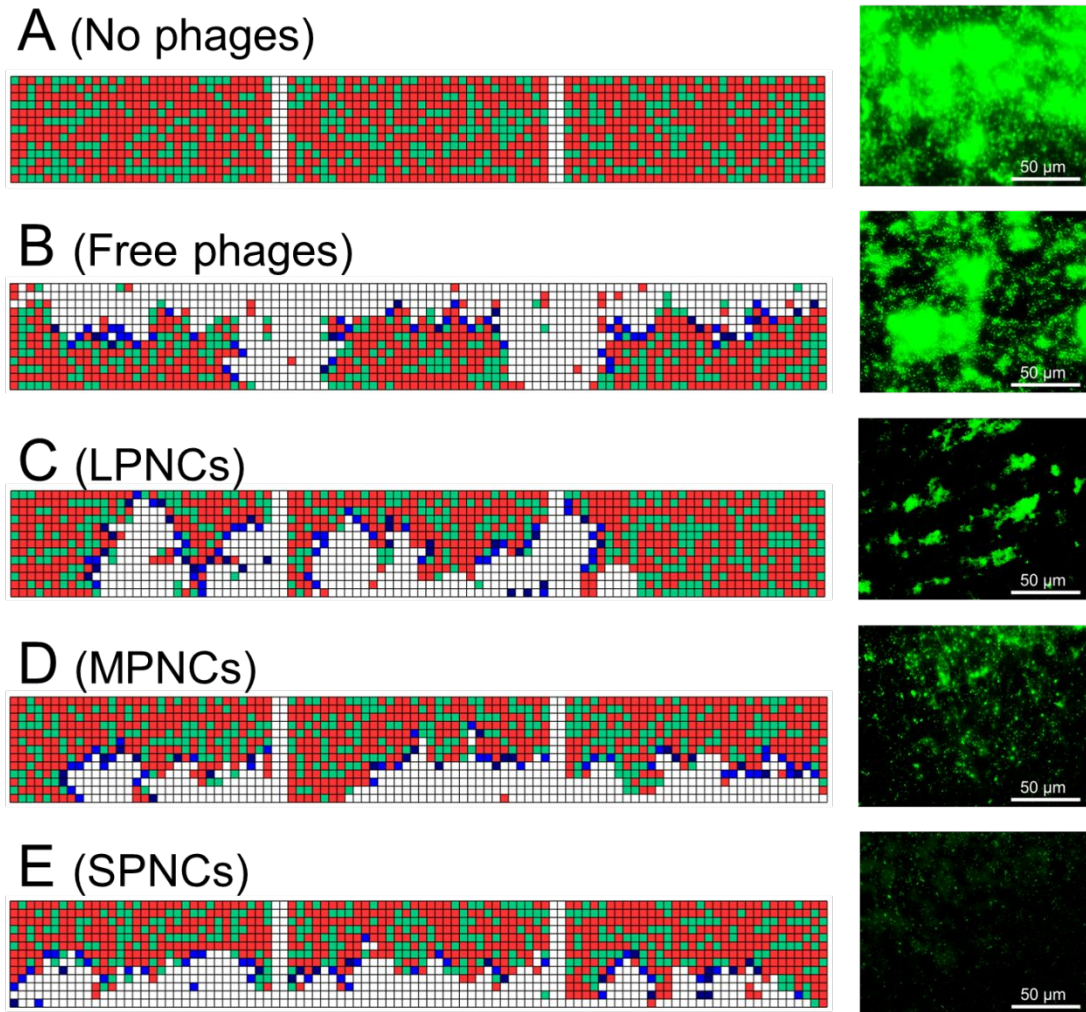 A (No phages)
50 µm
B (Free phages)
50 µm
C (LPNCs)
50 µm
D (MPNCs)
50 µm
E (SPNCs)
50 µm